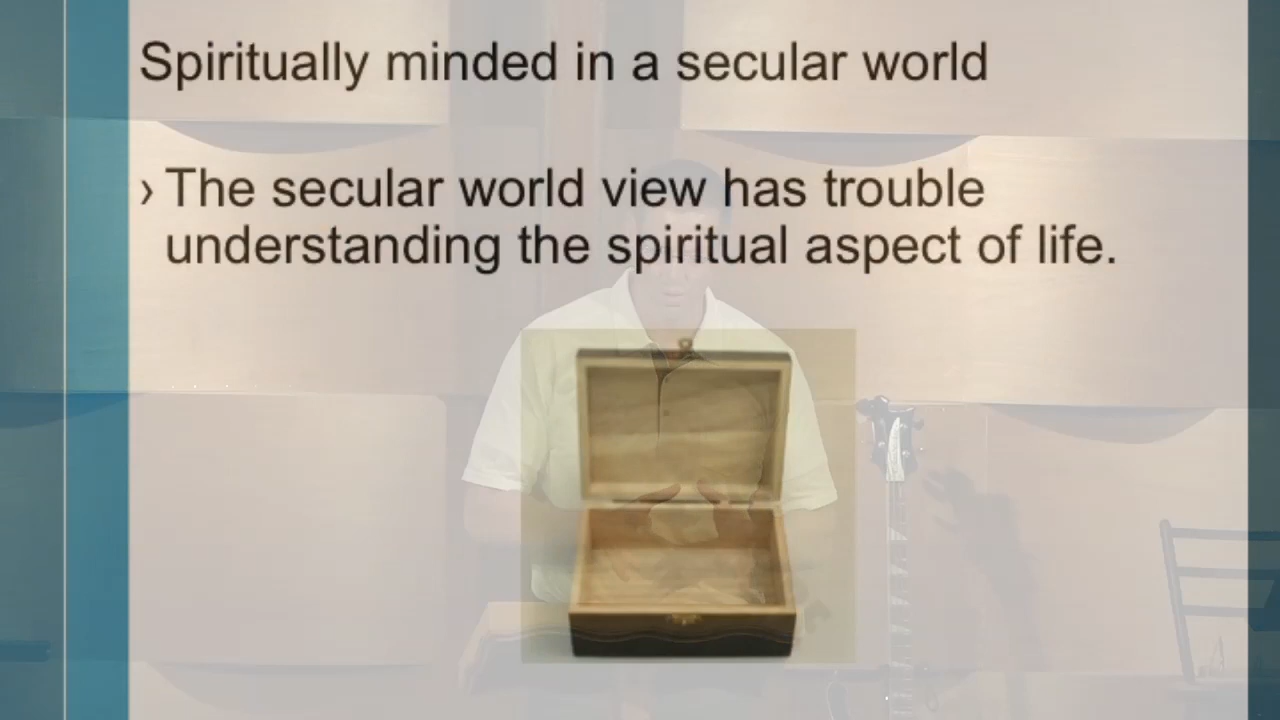 Spiritually minded in a secular world
› The secular world view has trouble
understanding the spiritual aspect of life.